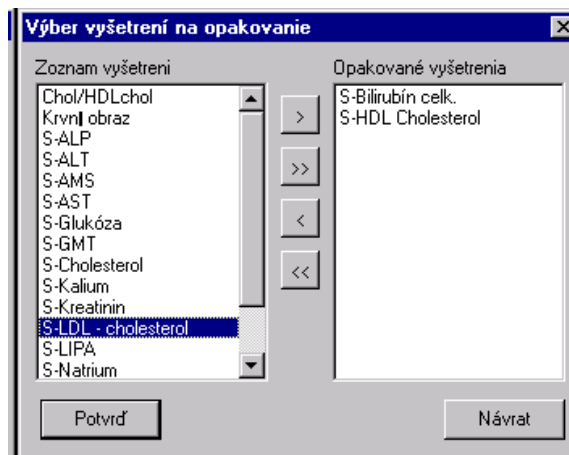 Výber vyšetrení na opakovanie
Zoznam vyšetreni
Chol/HDLchol
Krvný obraz
S-ALP
S-ALT
S-AMS
S-AST
S-Glukóza
S-GMT
S-Cholesterol
S-Kalium
S-Kreatinin
S-LDL - cholesterol
S-LIPA
S-Natrium
>
>>
<
<<
Opakované vyšetrenia
S-Bilirubín celk.
S-HDL Cholesterol
Potvrď
Návrat